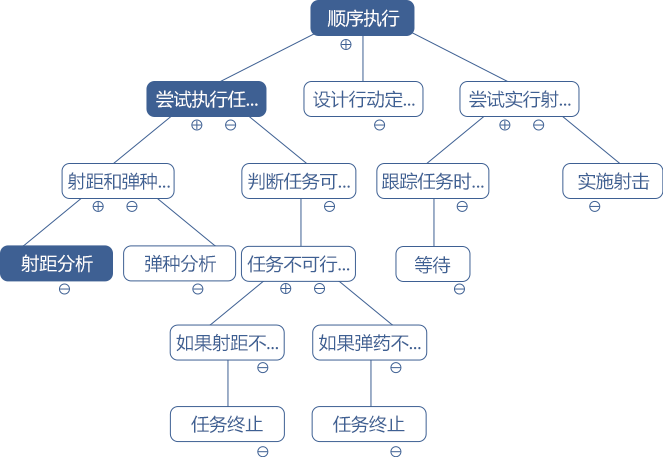 顺序执行
尝试执行任...
设计行动定...
尝试实行射...
射距和弹种...
判断任务可...
跟踪任务时...
实施射击
射距分析
弹种分析
任务不可行...
等待
如果射距不...
如果弹药不...
任务终止
任务终止